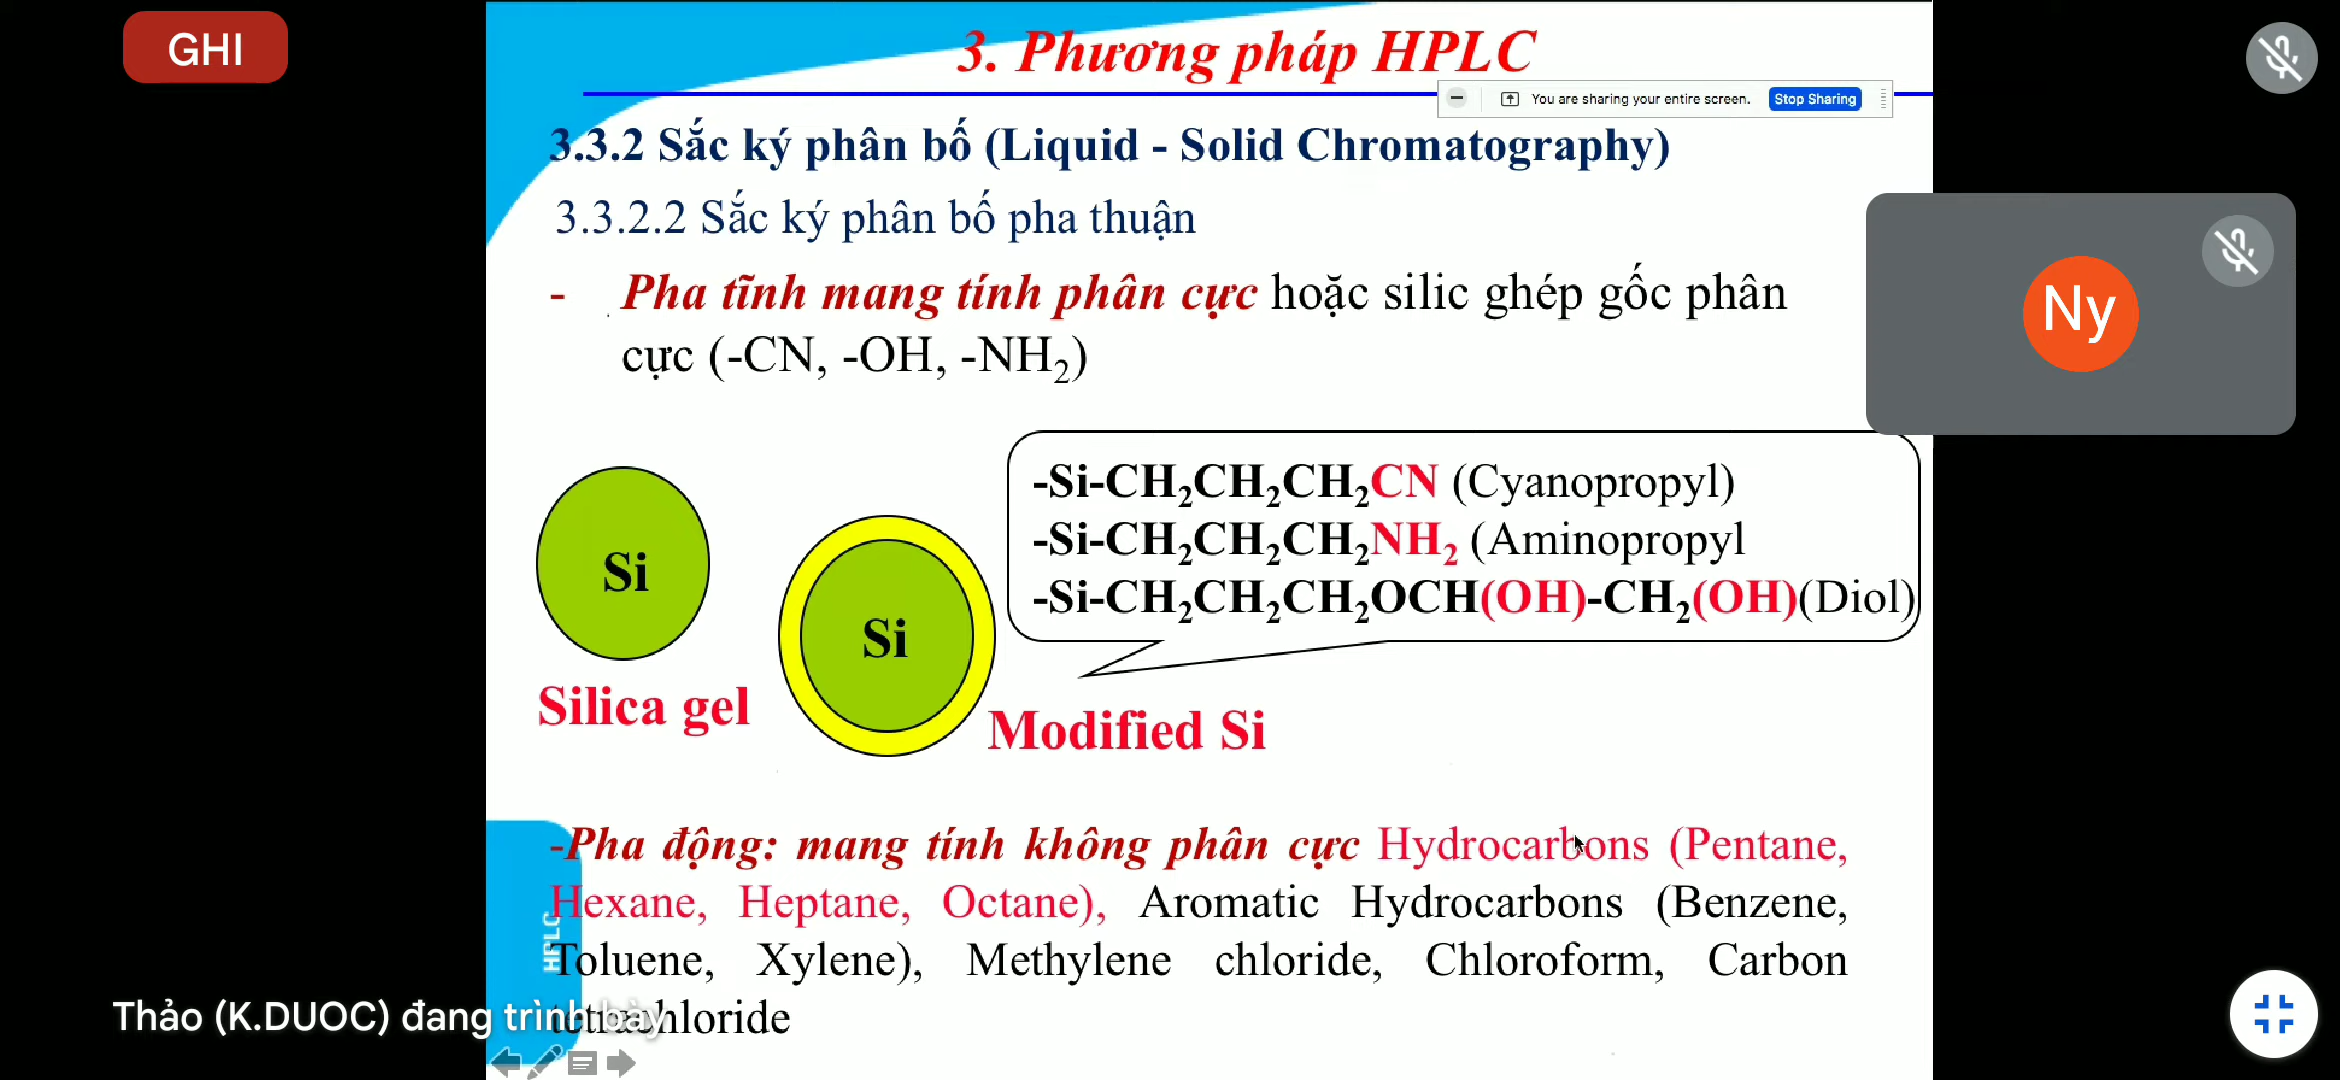 GHI
3. Phương pháp HPLC
You are sharing your entire screen. Stop Sharing
3.3.2 Sắc ký phân bố (Liquid - Solid Chromatography)
3.3.2.2 Sắc ký phân bố pha thuận
Ny
- Pha tĩnh mang tính phân cực hoặc silic ghép gốc phân
cực (-CN, -OH, -NH₂)
-Si-CH₂CH₂CH₂CN (Cyanopropyl)
-Si-CH₂CH₂CH₂NH₂ (Aminopropyl
-Si-CH₂CH₂CH₂OCH(OH)-CH₂(OH)(Diol)
Si
Si
Silica gel
Modified Si
-Pha động: mang tính không phân cực Hydrocarbons (Pentane,
Hexane, Heptane, Octane), Aromatic Hydrocarbons (Benzene,
Toluene, Xylene), Methylene chloride, Chloroform, Carbon
tetrachloride
HPLC
Thảo (K.DUOC) đang trình bày